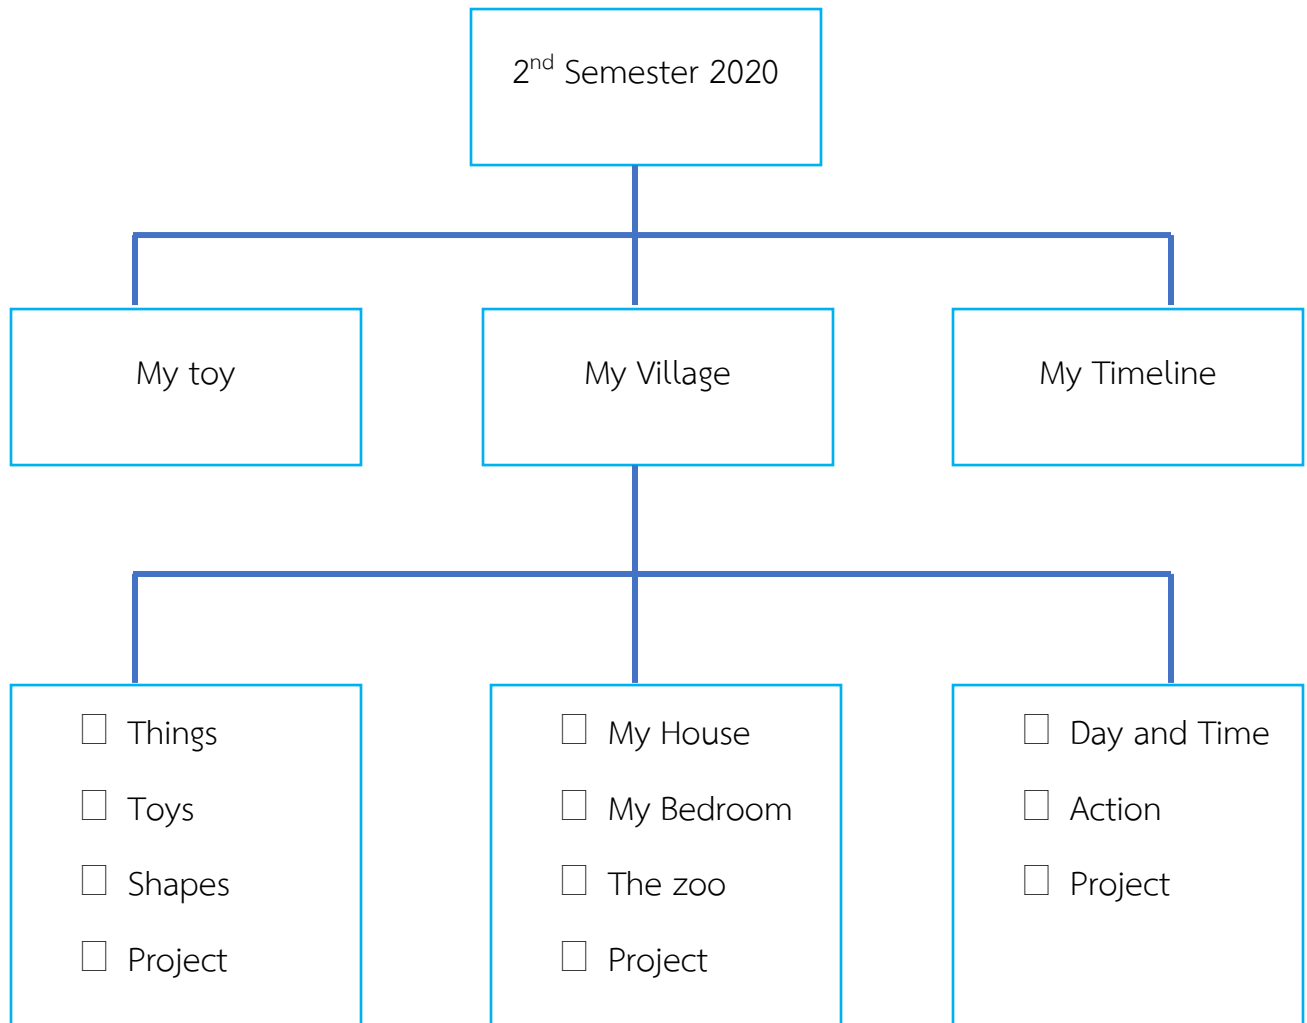 2nd Semester 2020
My toy
My Village
My Timeline
Things
Toys
Shapes
Project
My House
My Bedroom
The zoo
Project
Day and Time
Action
Project